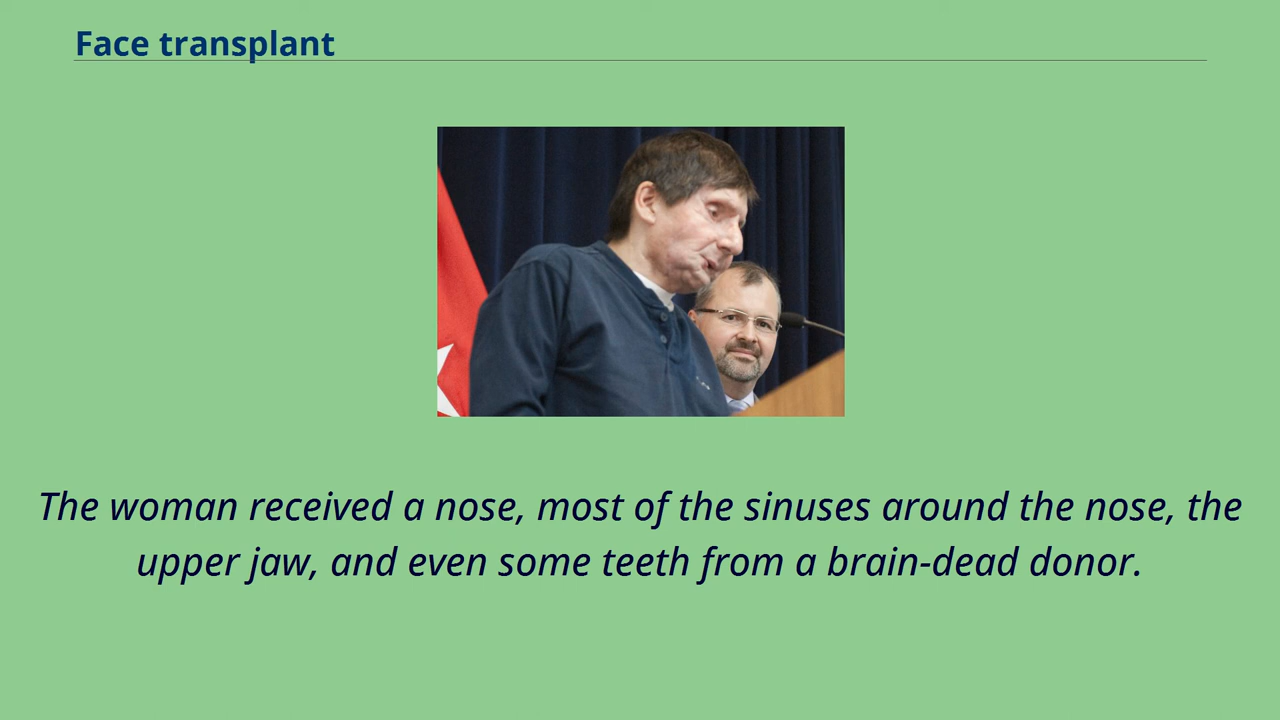 Face transplant
The woman received a nose, most of the sinuses around the nose, the
upper jaw, and even some teeth from a brain-dead donor.